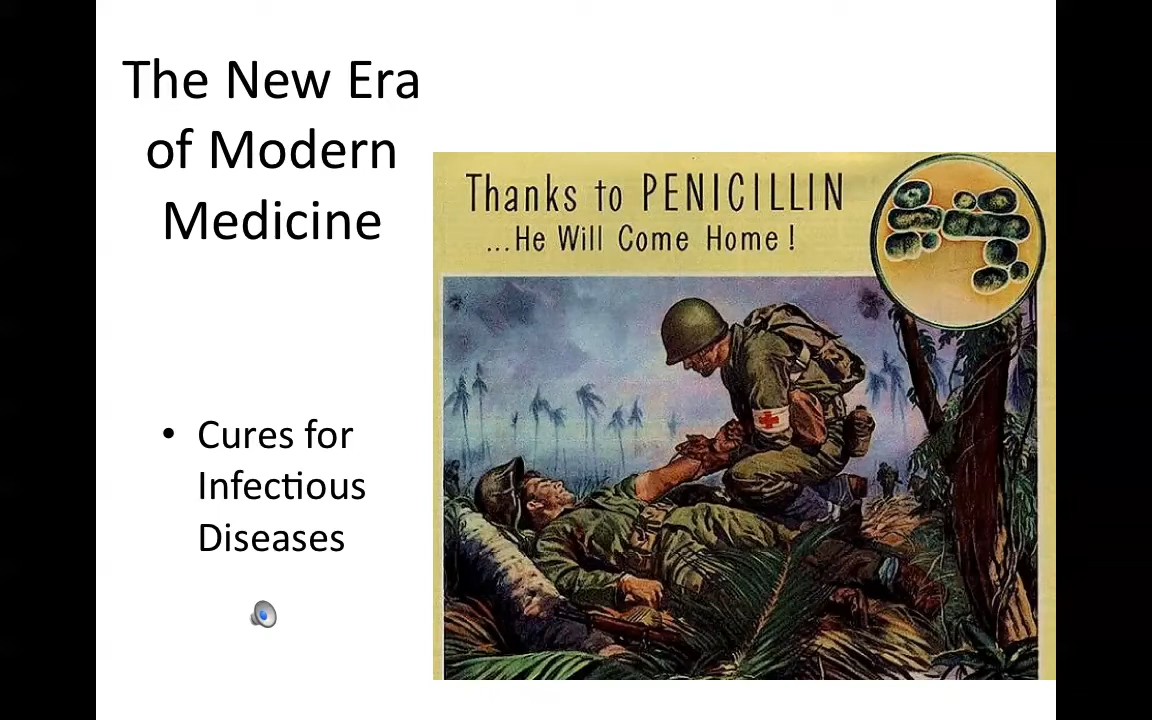 The New Era
of Modern
Medicine
• Cures for
Infectious
Diseases
Thanks to PENICILLIN
...He Will Come Home!